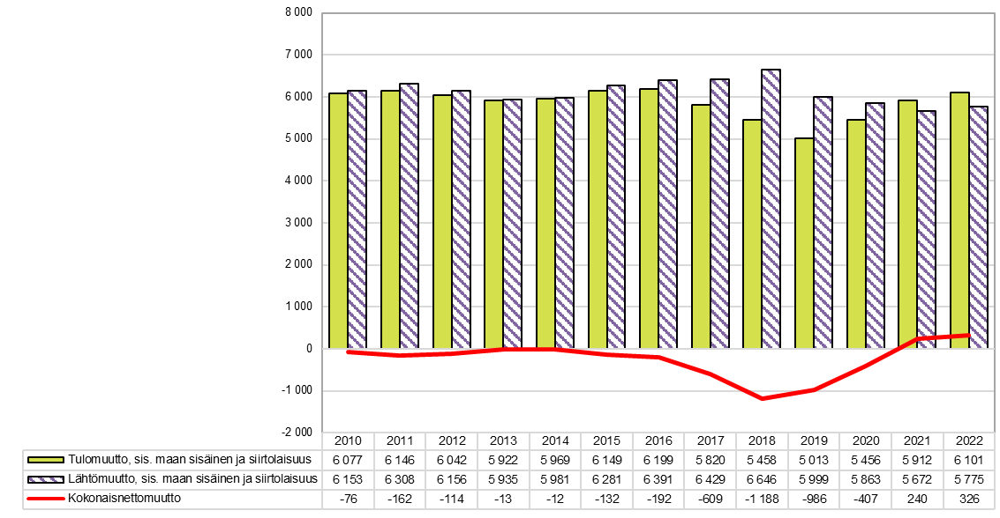 8 000
7 000
6 000
5 000
4 000
3 000
2 000
1 000
0
-1 000
-2 000
2010 2011 2012 2013 2014 2015 2016 2017 2018 2019 2020 2021 2022
Tulomuutto, sis. maan sisäinen ja siirtolaisuus 6 077 6 146 6 042 5 922 5 969 6 149 6 199 5 820 5 458 5 013 5 456 5 912 6 101
Lähtömuutto, sis. maan sisäinen ja siirtolaisuus 6 153 6 308 6 156 5 935 5 981 6 281 6 391 6 429 6 646 5 999 5 863 5 672 5 775
Kokonaisnettomuutto -76 -162 -114 -13 -12 -132 -192 -609 -1 188 -986 -407 240 326